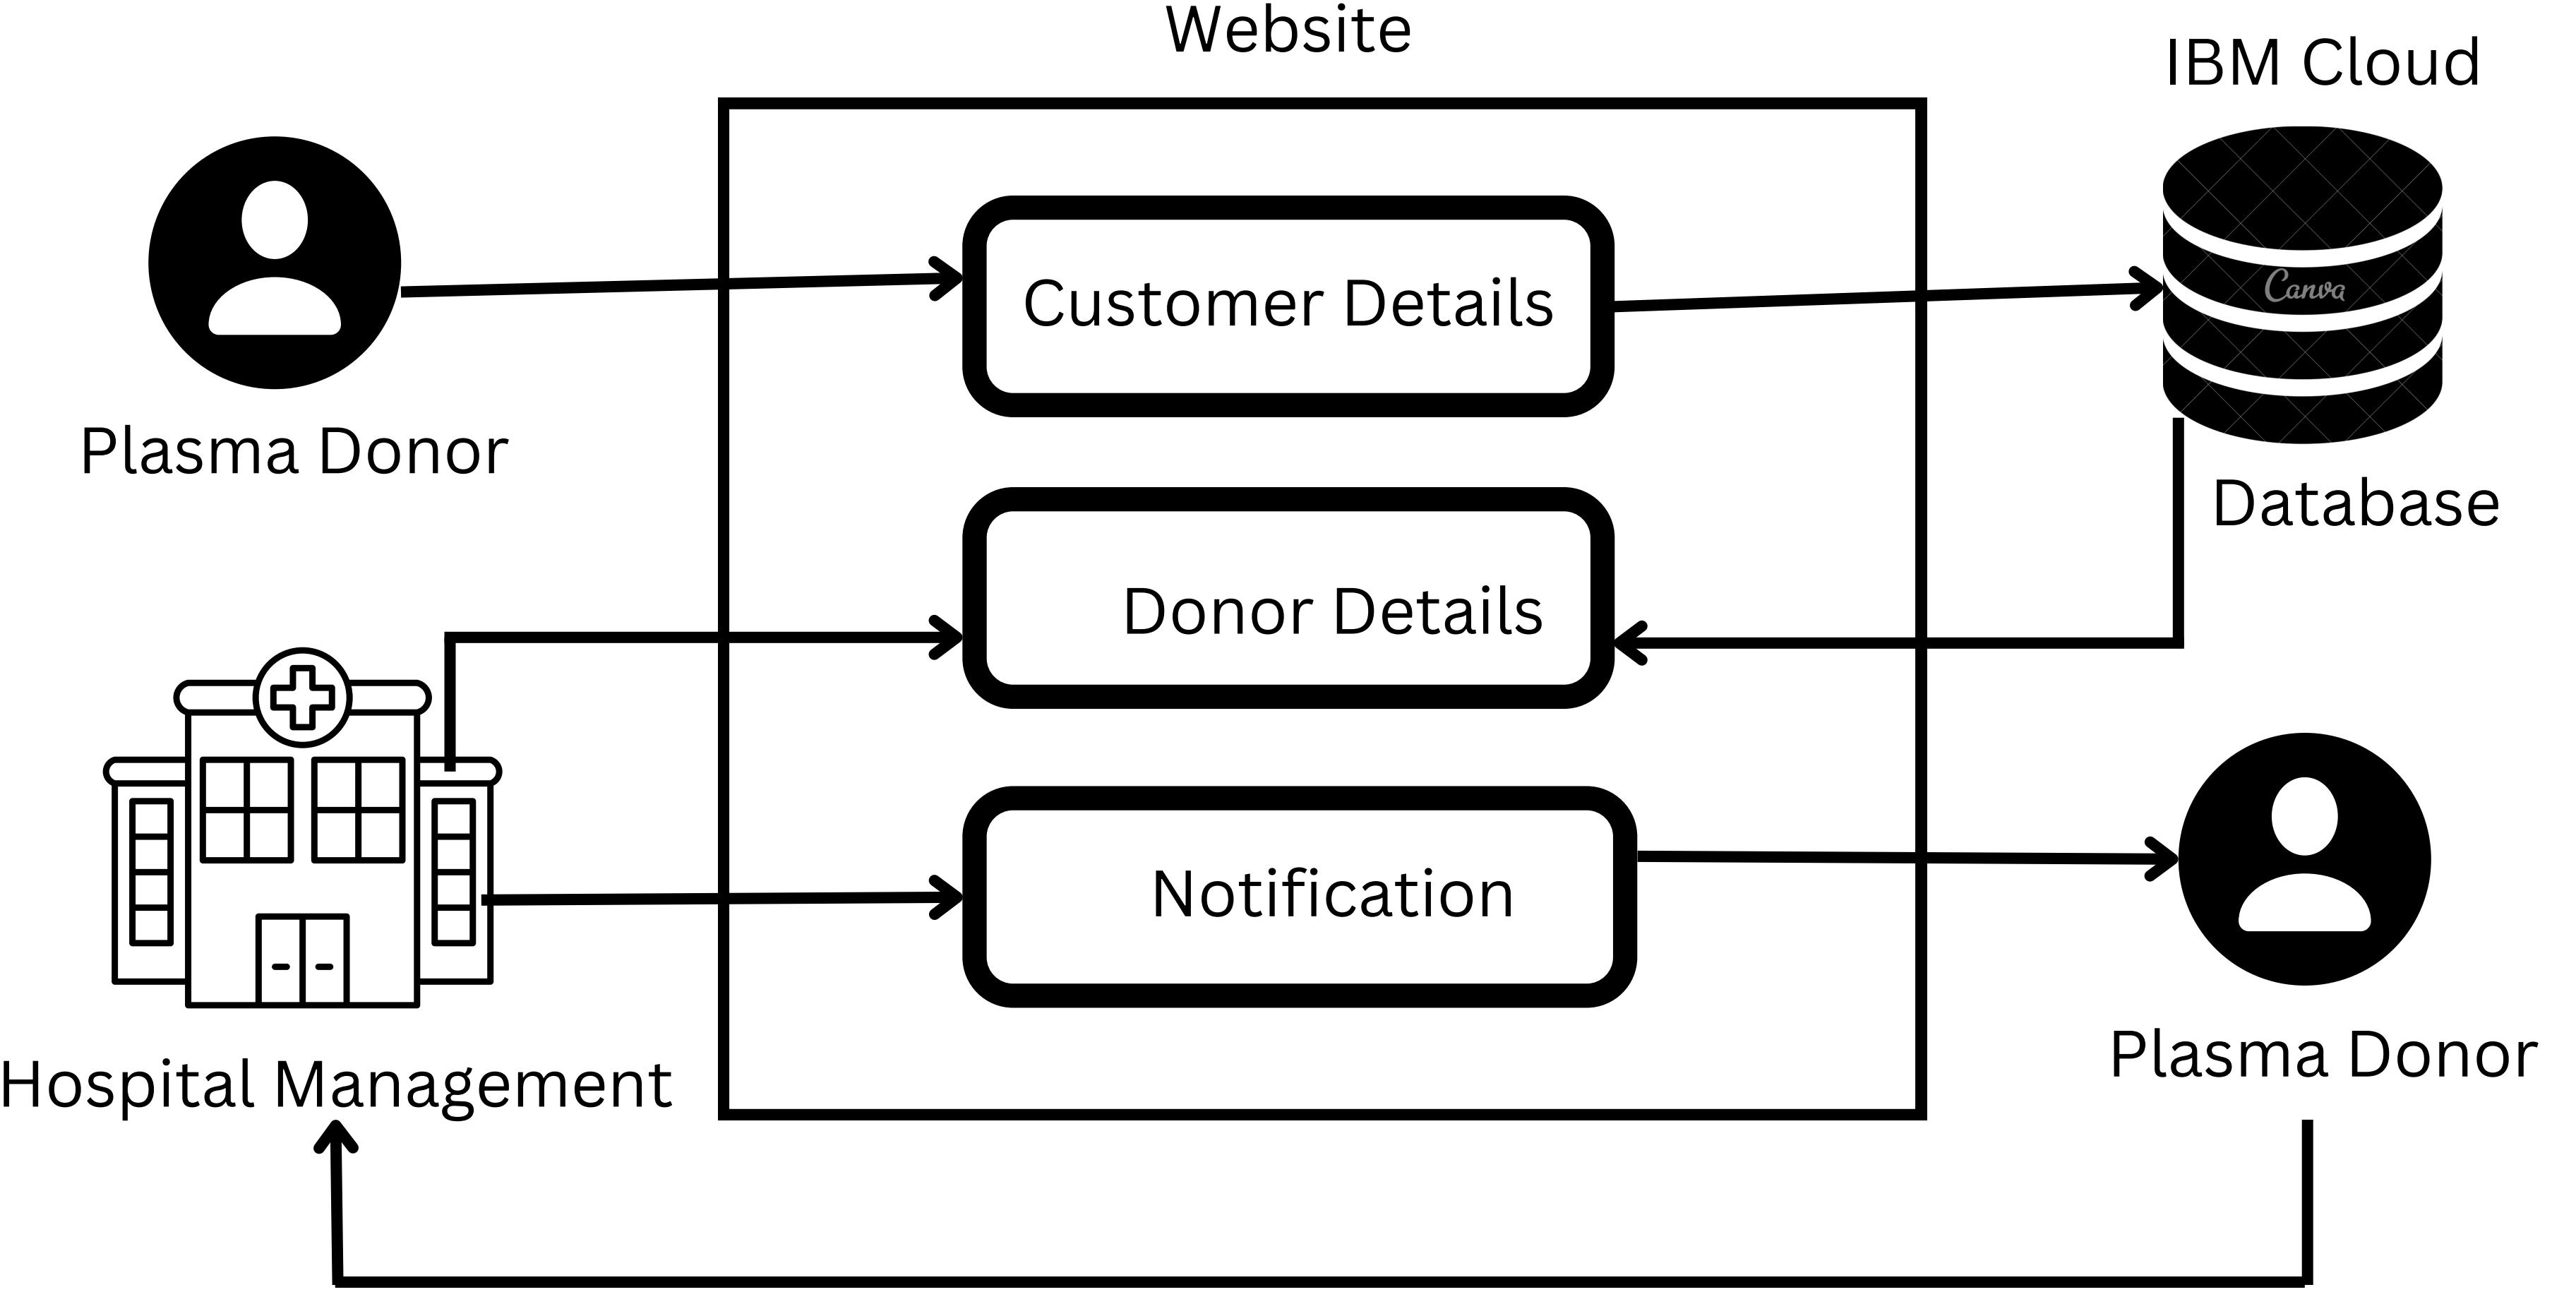 Website
IBM Cloud
Customer Details
Canva
Plasma Donor
Database
Donor Details
Notification
Plasma Donor
Hospital Management